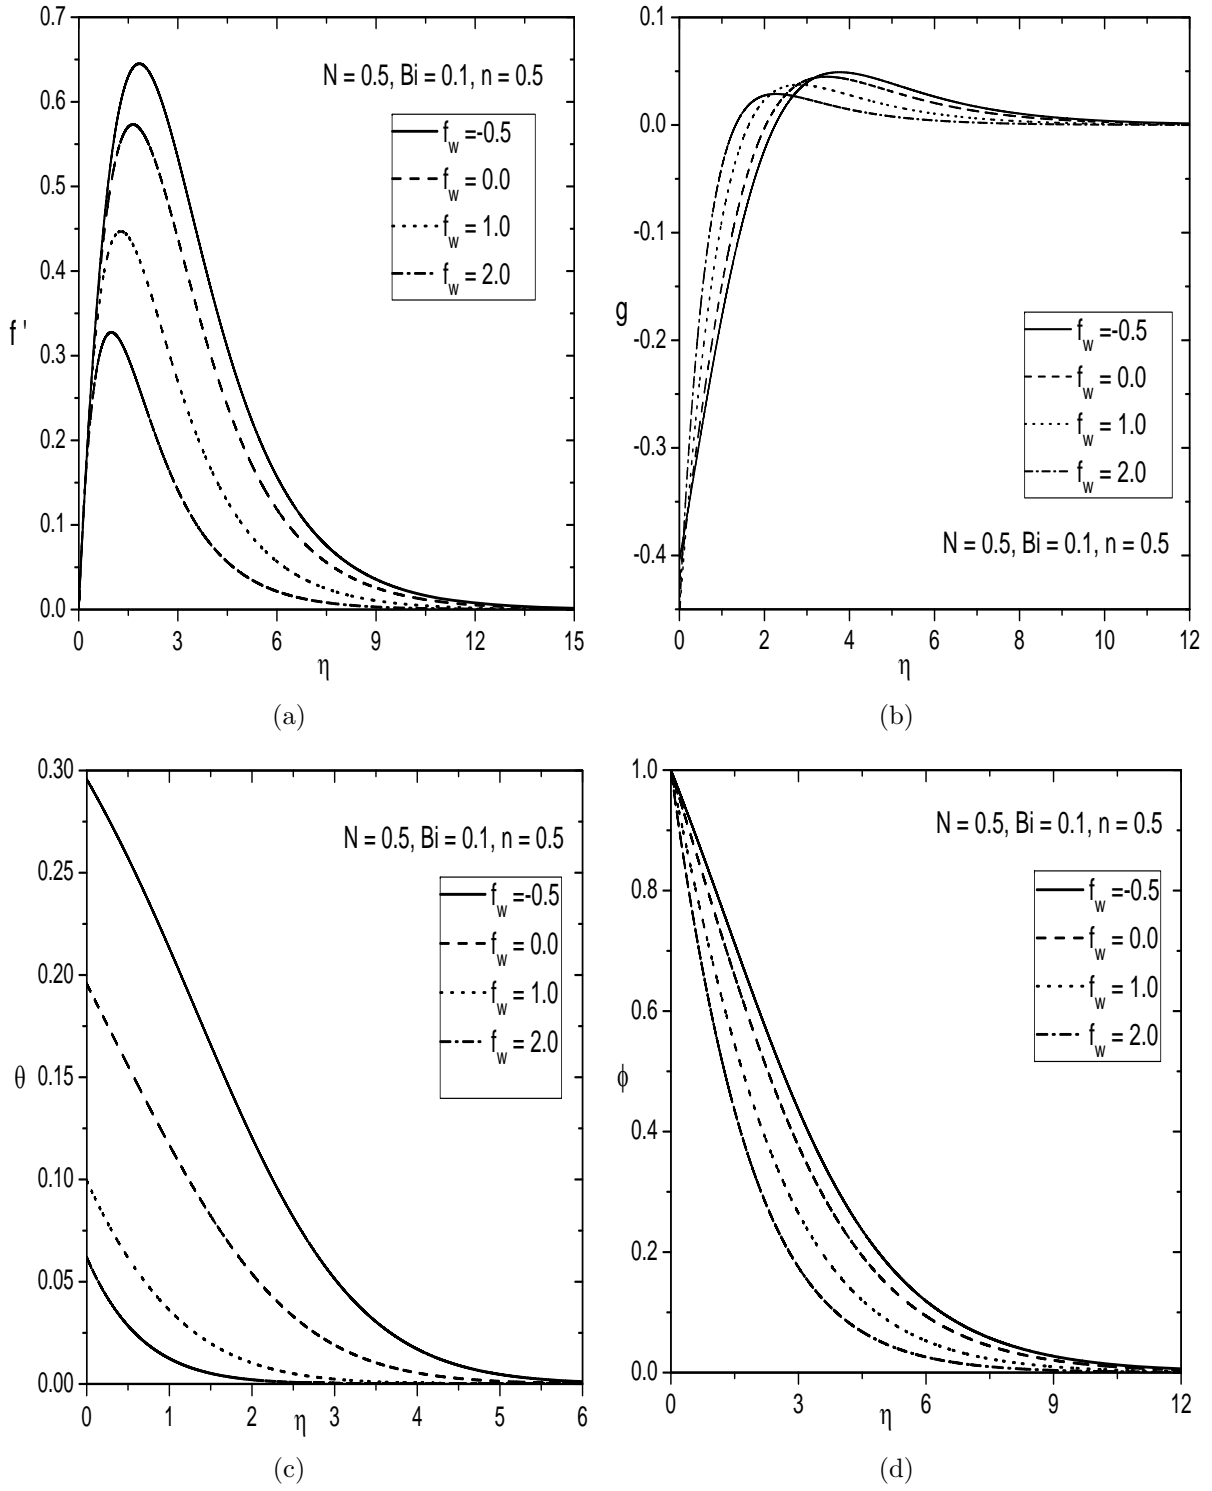 0.7
0.6
0.5
0.4
0.3
0.2
0.1
0.0
f '
N = 0.5, Bi = 0.1, n = 0.5
f_w =-0.5
f_w = 0.0
f_w = 1.0
f_w = 2.0
0 3 6 9 12 15
η
(a)
0.1
0.0
-0.1
-0.2
-0.3
-0.4
g
f_w =-0.5
f_w = 0.0
f_w = 1.0
f_w = 2.0
N = 0.5, Bi = 0.1, n = 0.5
0 2 4 6 8 10 12
η
(b)
0.30
0.25
0.20
0.15
0.10
0.05
0.00
θ
N = 0.5, Bi = 0.1, n = 0.5
f_w =-0.5
f_w = 0.0
f_w = 1.0
f_w = 2.0
0 1 2 3 4 5 6
η
(c)
1.0
0.8
0.6
0.4
0.2
0.0
ϕ
N = 0.5, Bi = 0.1, n = 0.5
f_w =-0.5
f_w = 0.0
f_w = 1.0
f_w = 2.0
0 3 6 9 12
η
(d)